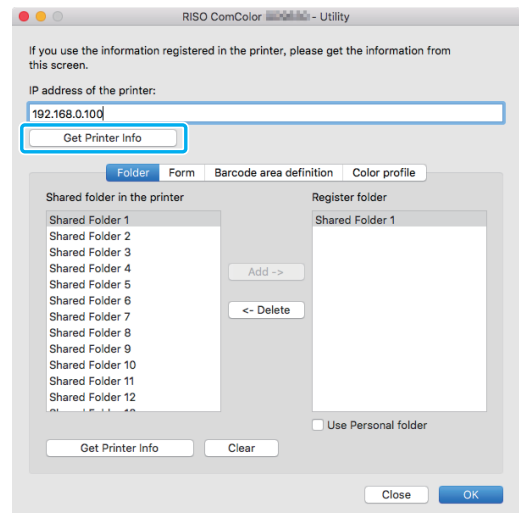 RISO ComColor - Utility
If you use the information registered in the printer, please get the information from
this screen.
IP address of the printer:
192.168.0.100
Get Printer Info
Folder Form Barcode area definition Color profile
Shared folder in the printer
Register folder
Shared Folder 1
Shared Folder 2
Shared Folder 3
Shared Folder 4
Shared Folder 5
Shared Folder 6
Shared Folder 7
Shared Folder 8
Shared Folder 9
Shared Folder 10
Shared Folder 11
Shared Folder 12
Add ->
<- Delete
Shared Folder 1
Use Personal folder
Get Printer Info
Clear
Close
OK